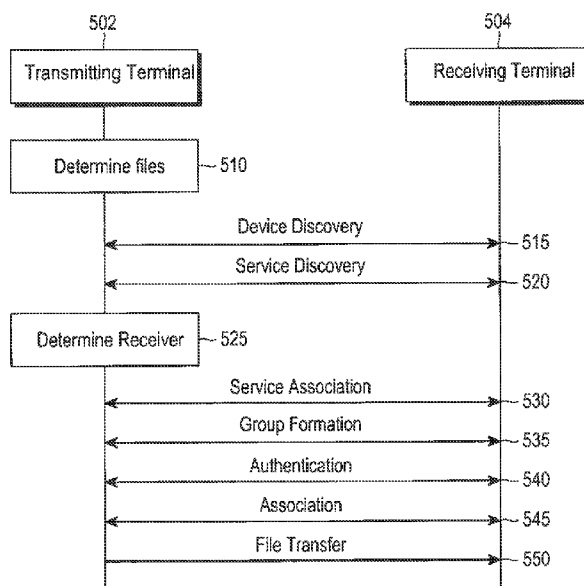 502
504
Transmitting Terminal
Receiving Terminal
Determine files
510
Device Discovery
515
Service Discovery
520
Determine Receiver
525
Service Association
530
Group Formation
535
Authentication
540
Association
545
File Transfer
550